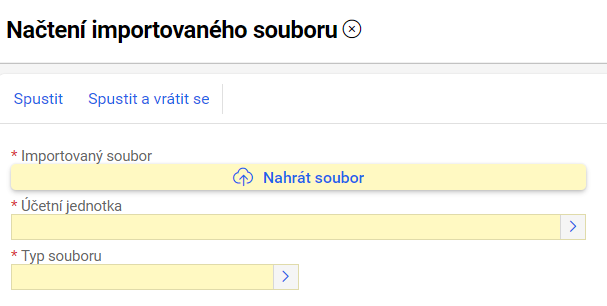 Načtení importovaného souboru
Spustit Spustit a vrátit se
* Importovaný soubor
Nahrát soubor
* Účetní jednotka
* Typ souboru